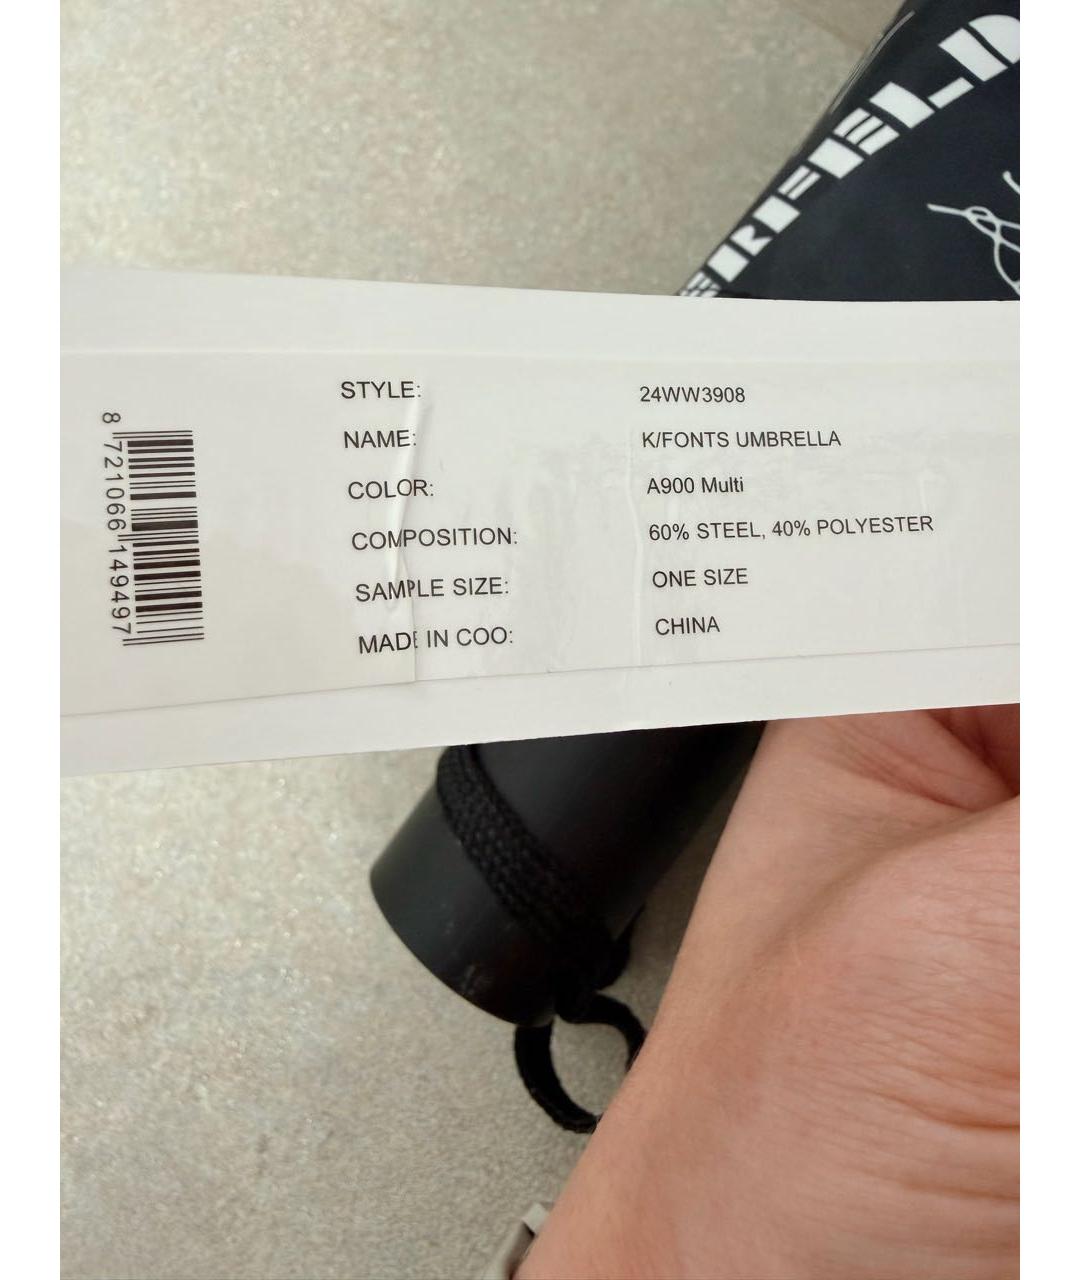 ERFELD
STYLE: 24WW3908
NAME: K/FONTS UMBRELLA
COLOR: A900 Multi
COMPOSITION: 60% STEEL, 40% POLYESTER
SAMPLE SIZE: ONE SIZE
MADE IN COO: CHINA
8 721066 149497